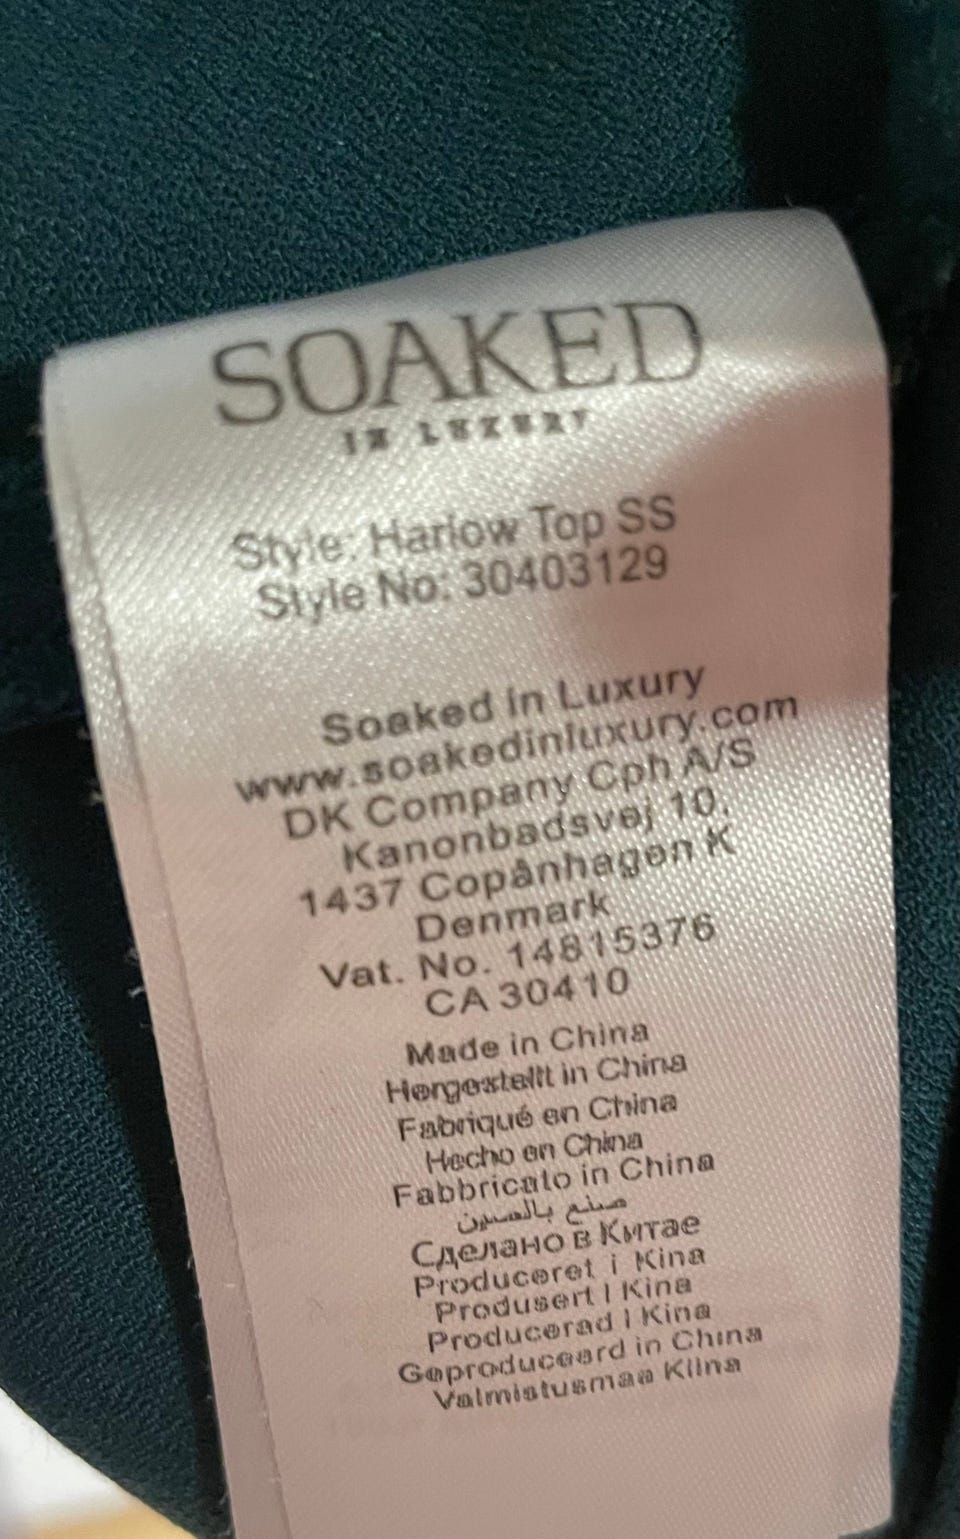 SOAKED
IN LUXURY
Style: Harlow Top SS
Style No: 30403129
Soaked in Luxury
www.soakedinluxury.com
DK Company Cph A/S
Kanonbadsvej 10,
1437 Copånhagen K
Denmark
Vat. No. 14815376
CA 30410
Made in China
Hergestellt in China
Fabriqué en China
Hecho en China
Fabbricato in China
صنع بالصين
Сделано в Китае
Produceret i Kina
Produsert I Kina
Producerad I Kina
Geproduceerd in China
Valmistusmaa Kiina